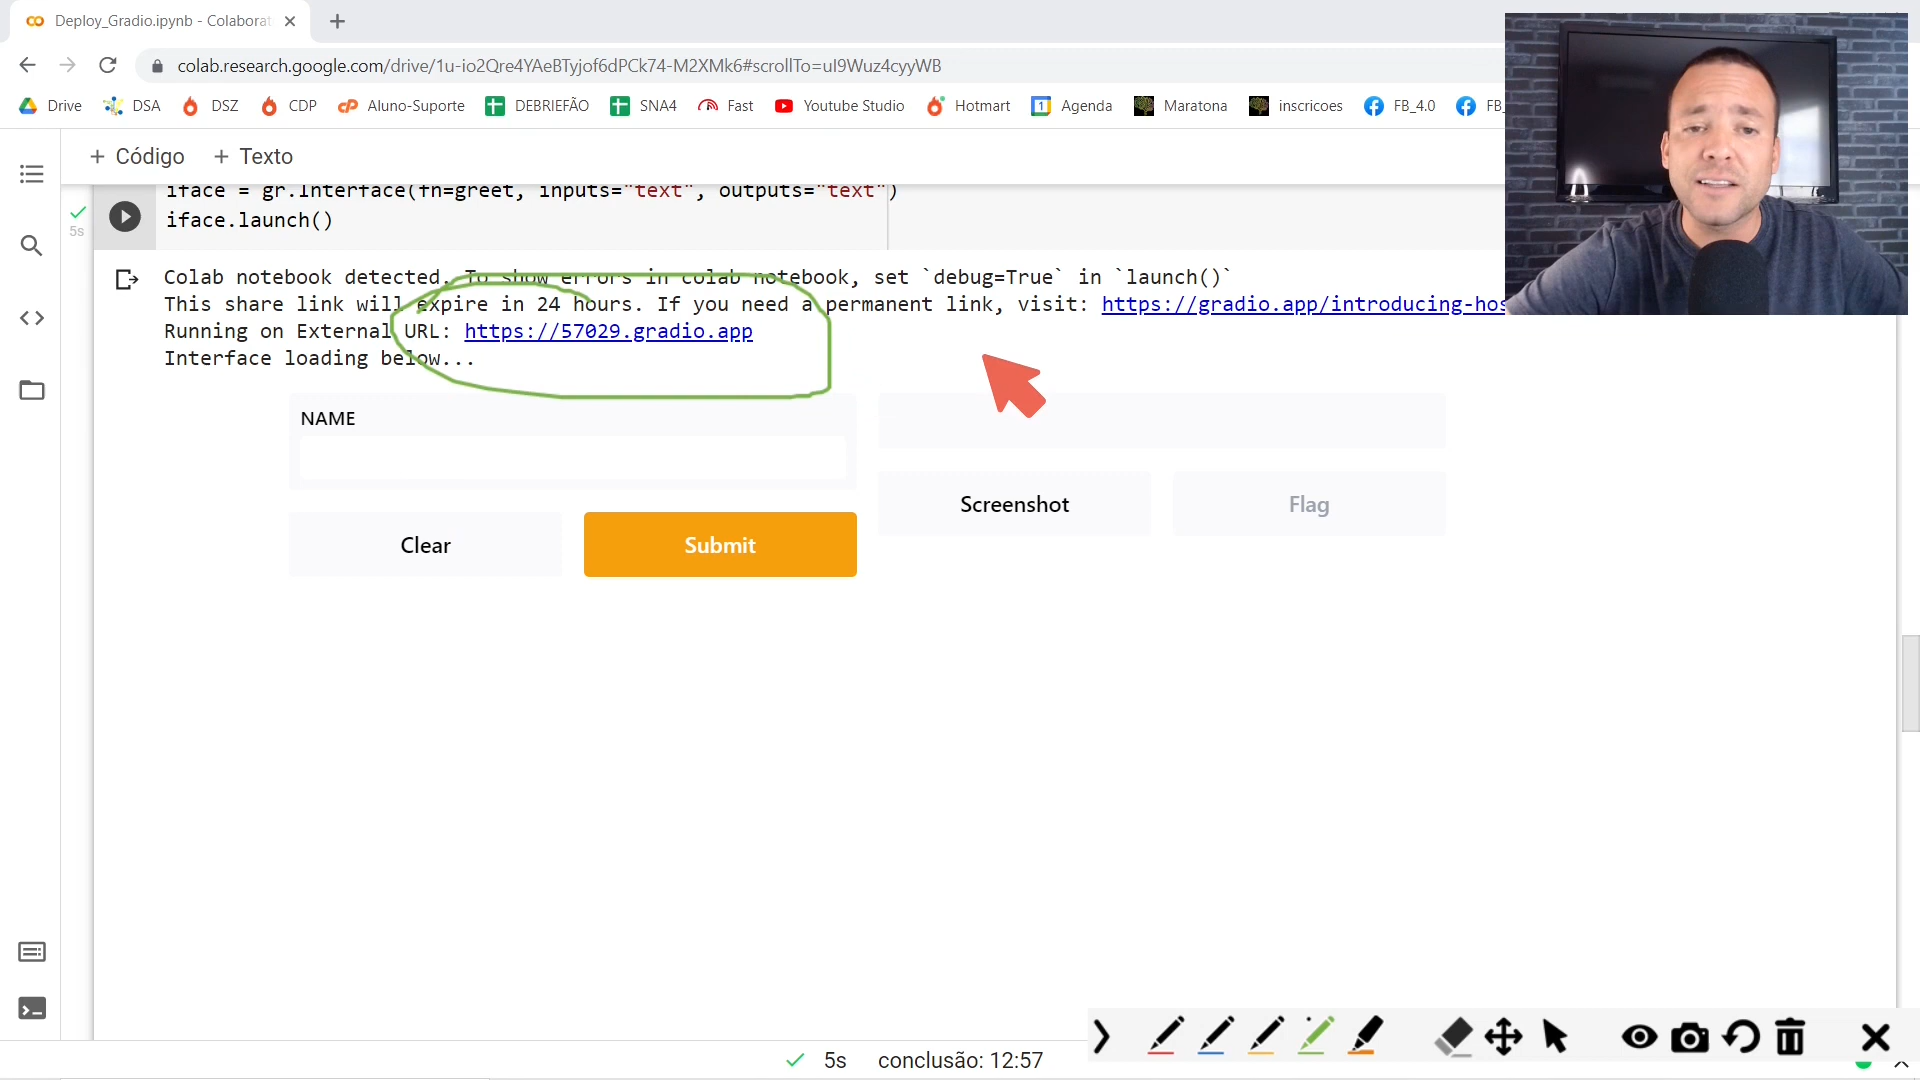 Deploy_Gradio.ipynb - Colaborat
colab.research.google.com/drive/1u-io2Qre4YAeBTyjof6dPCk74-M2XMk6#scrollTo=uI9Wuz4cyyWB
Drive DSA DSZ CDP Aluno-Suporte DEBRIEFÃO SNA4 Fast Youtube Studio Hotmart Agenda Maratona inscricoes FB_4.0 FB_
+ Código + Texto
iface = gr.Interface(fn=greet, inputs="text", outputs="text")
5s
iface.launch()
Colab notebook detected. To show errors in colab notebook, set `debug=True` in `launch()`
This share link will expire in 24 hours. If you need a permanent link, visit: https://gradio.app/introducing-hos
Running on External URL: https://57029.gradio.app
Interface loading below...
NAME
Screenshot Flag
Clear Submit
5s conclusão: 12:57